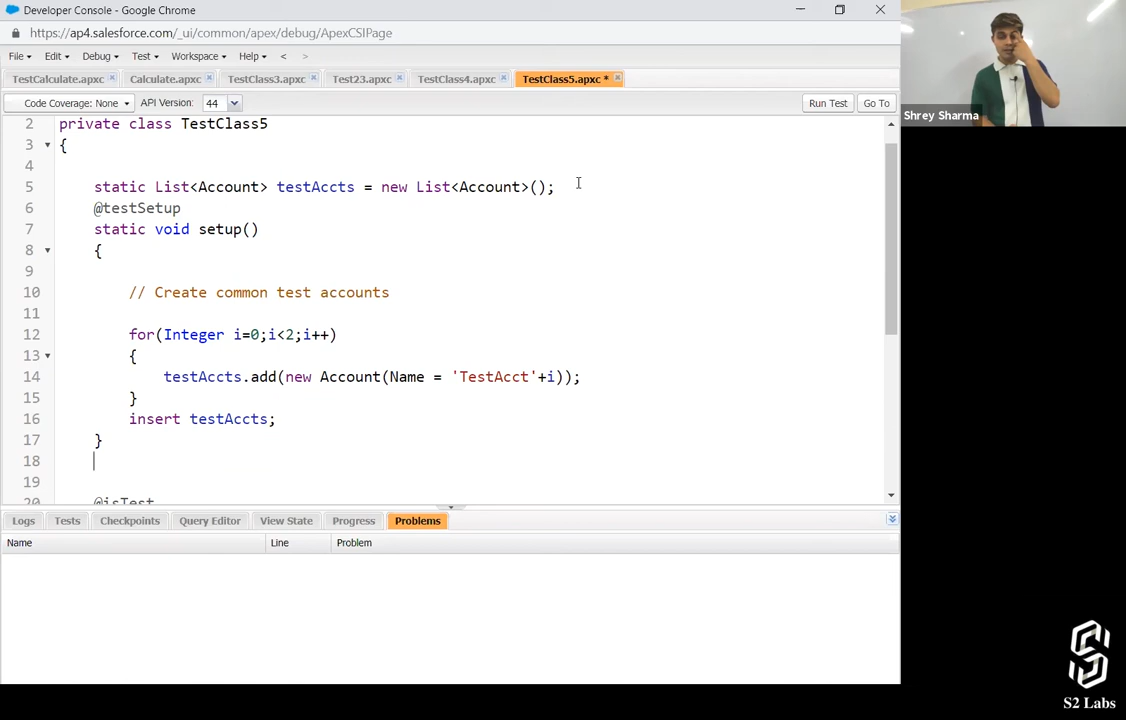 Developer Console - Google Chrome
https://ap4.salesforce.com/_ui/common/apex/debug/ApexCSIPage
File Edit Debug Test Workspace Help < >
TestCalculate.apxc Calculate.apxc TestClass3.apxc Test23.apxc TestClass4.apxc TestClass5.apxc *
Code Coverage: None API Version: 44 Run Test Go To
2 private class TestClass5
3 {
4
5 static List<Account> testAccts = new List<Account>();
6 @testSetup
7 static void setup()
8 {
9
10 // Create common test accounts
11
12 for(Integer i=0;i<2;i++)
13 {
14 testAccts.add(new Account(Name = 'TestAcct'+i));
15 }
16 insert testAccts;
17 }
18
19
20 @isTest
Logs Tests Checkpoints Query Editor View State Progress Problems
Name Line Problem
Shrey Sharma
S2 Labs